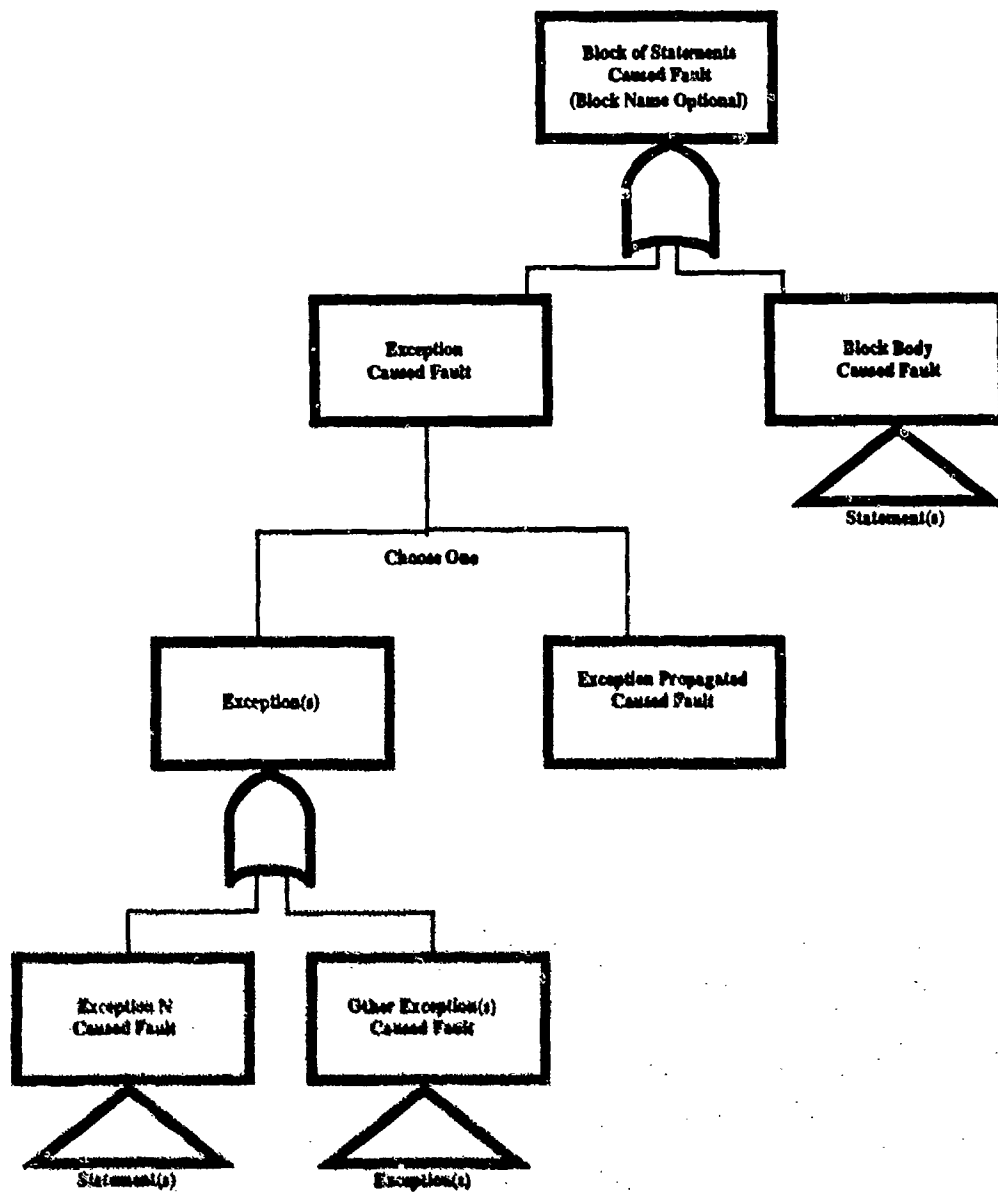 Block of Statements
Caused Fault
(Block Name Optional)
Exception
Caused Fault
Block Body
Caused Fault
Statement(s)
Choose One
Exception(s)
Exception Propagated
Caused Fault
Exception N
Caused Fault
Other Exception(s)
Caused Fault
Statement(s)
Exception(s)